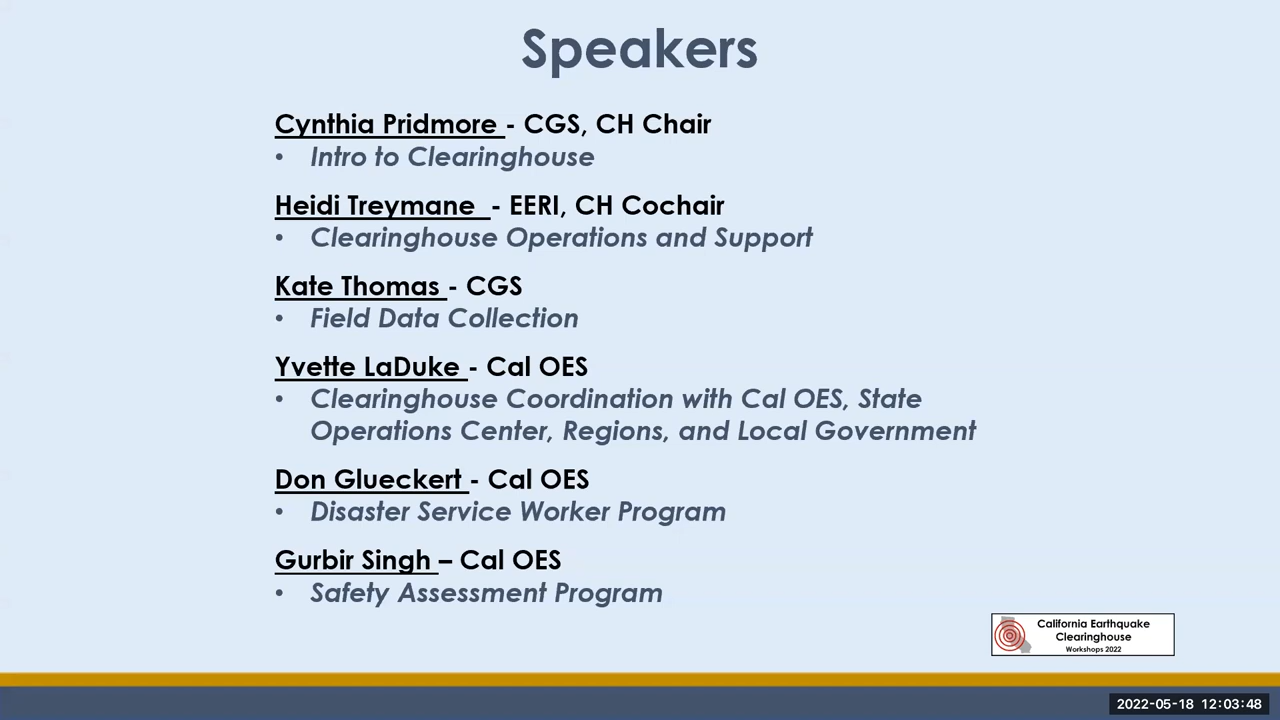 Speakers
Cynthia Pridmore - CGS, CH Chair
• Intro to Clearinghouse
Heidi Treymane - EERI, CH Cochair
• Clearinghouse Operations and Support
Kate Thomas - CGS
• Field Data Collection
Yvette LaDuke - Cal OES
• Clearinghouse Coordination with Cal OES, State
Operations Center, Regions, and Local Government
Don Glueckert - Cal OES
• Disaster Service Worker Program
Gurbir Singh – Cal OES
• Safety Assessment Program
California Earthquake
Clearinghouse
Workshops 2022
2022-05-18 12:03:48